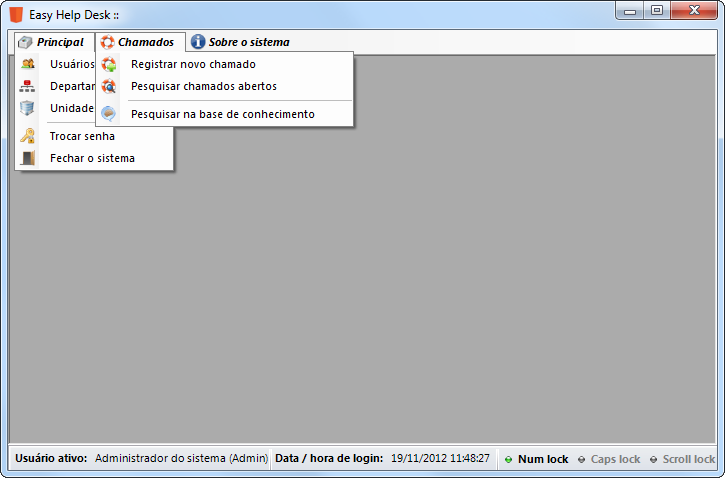 Easy Help Desk ::
Principal Chamados Sobre o sistema
Usuários
Registrar novo chamado
Pesquisar chamados abertos
Pesquisar na base de conhecimento
Trocar senha
Fechar o sistema
Usuário ativo: Administrador do sistema (Admin) Data / hora de login: 19/11/2012 11:48:27 Num lock Caps lock Scroll lock